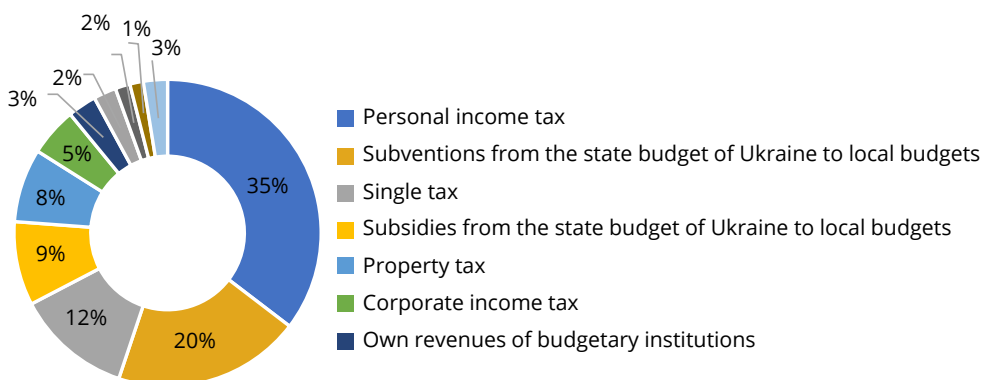 2%
1%
3%
2%
3%
5%
35%
8%
9%
12%
20%
Personal income tax
Subventions from the state budget of Ukraine to local budgets
Single tax
Subsidies from the state budget of Ukraine to local budgets
Property tax
Corporate income tax
Own revenues of budgetary institutions